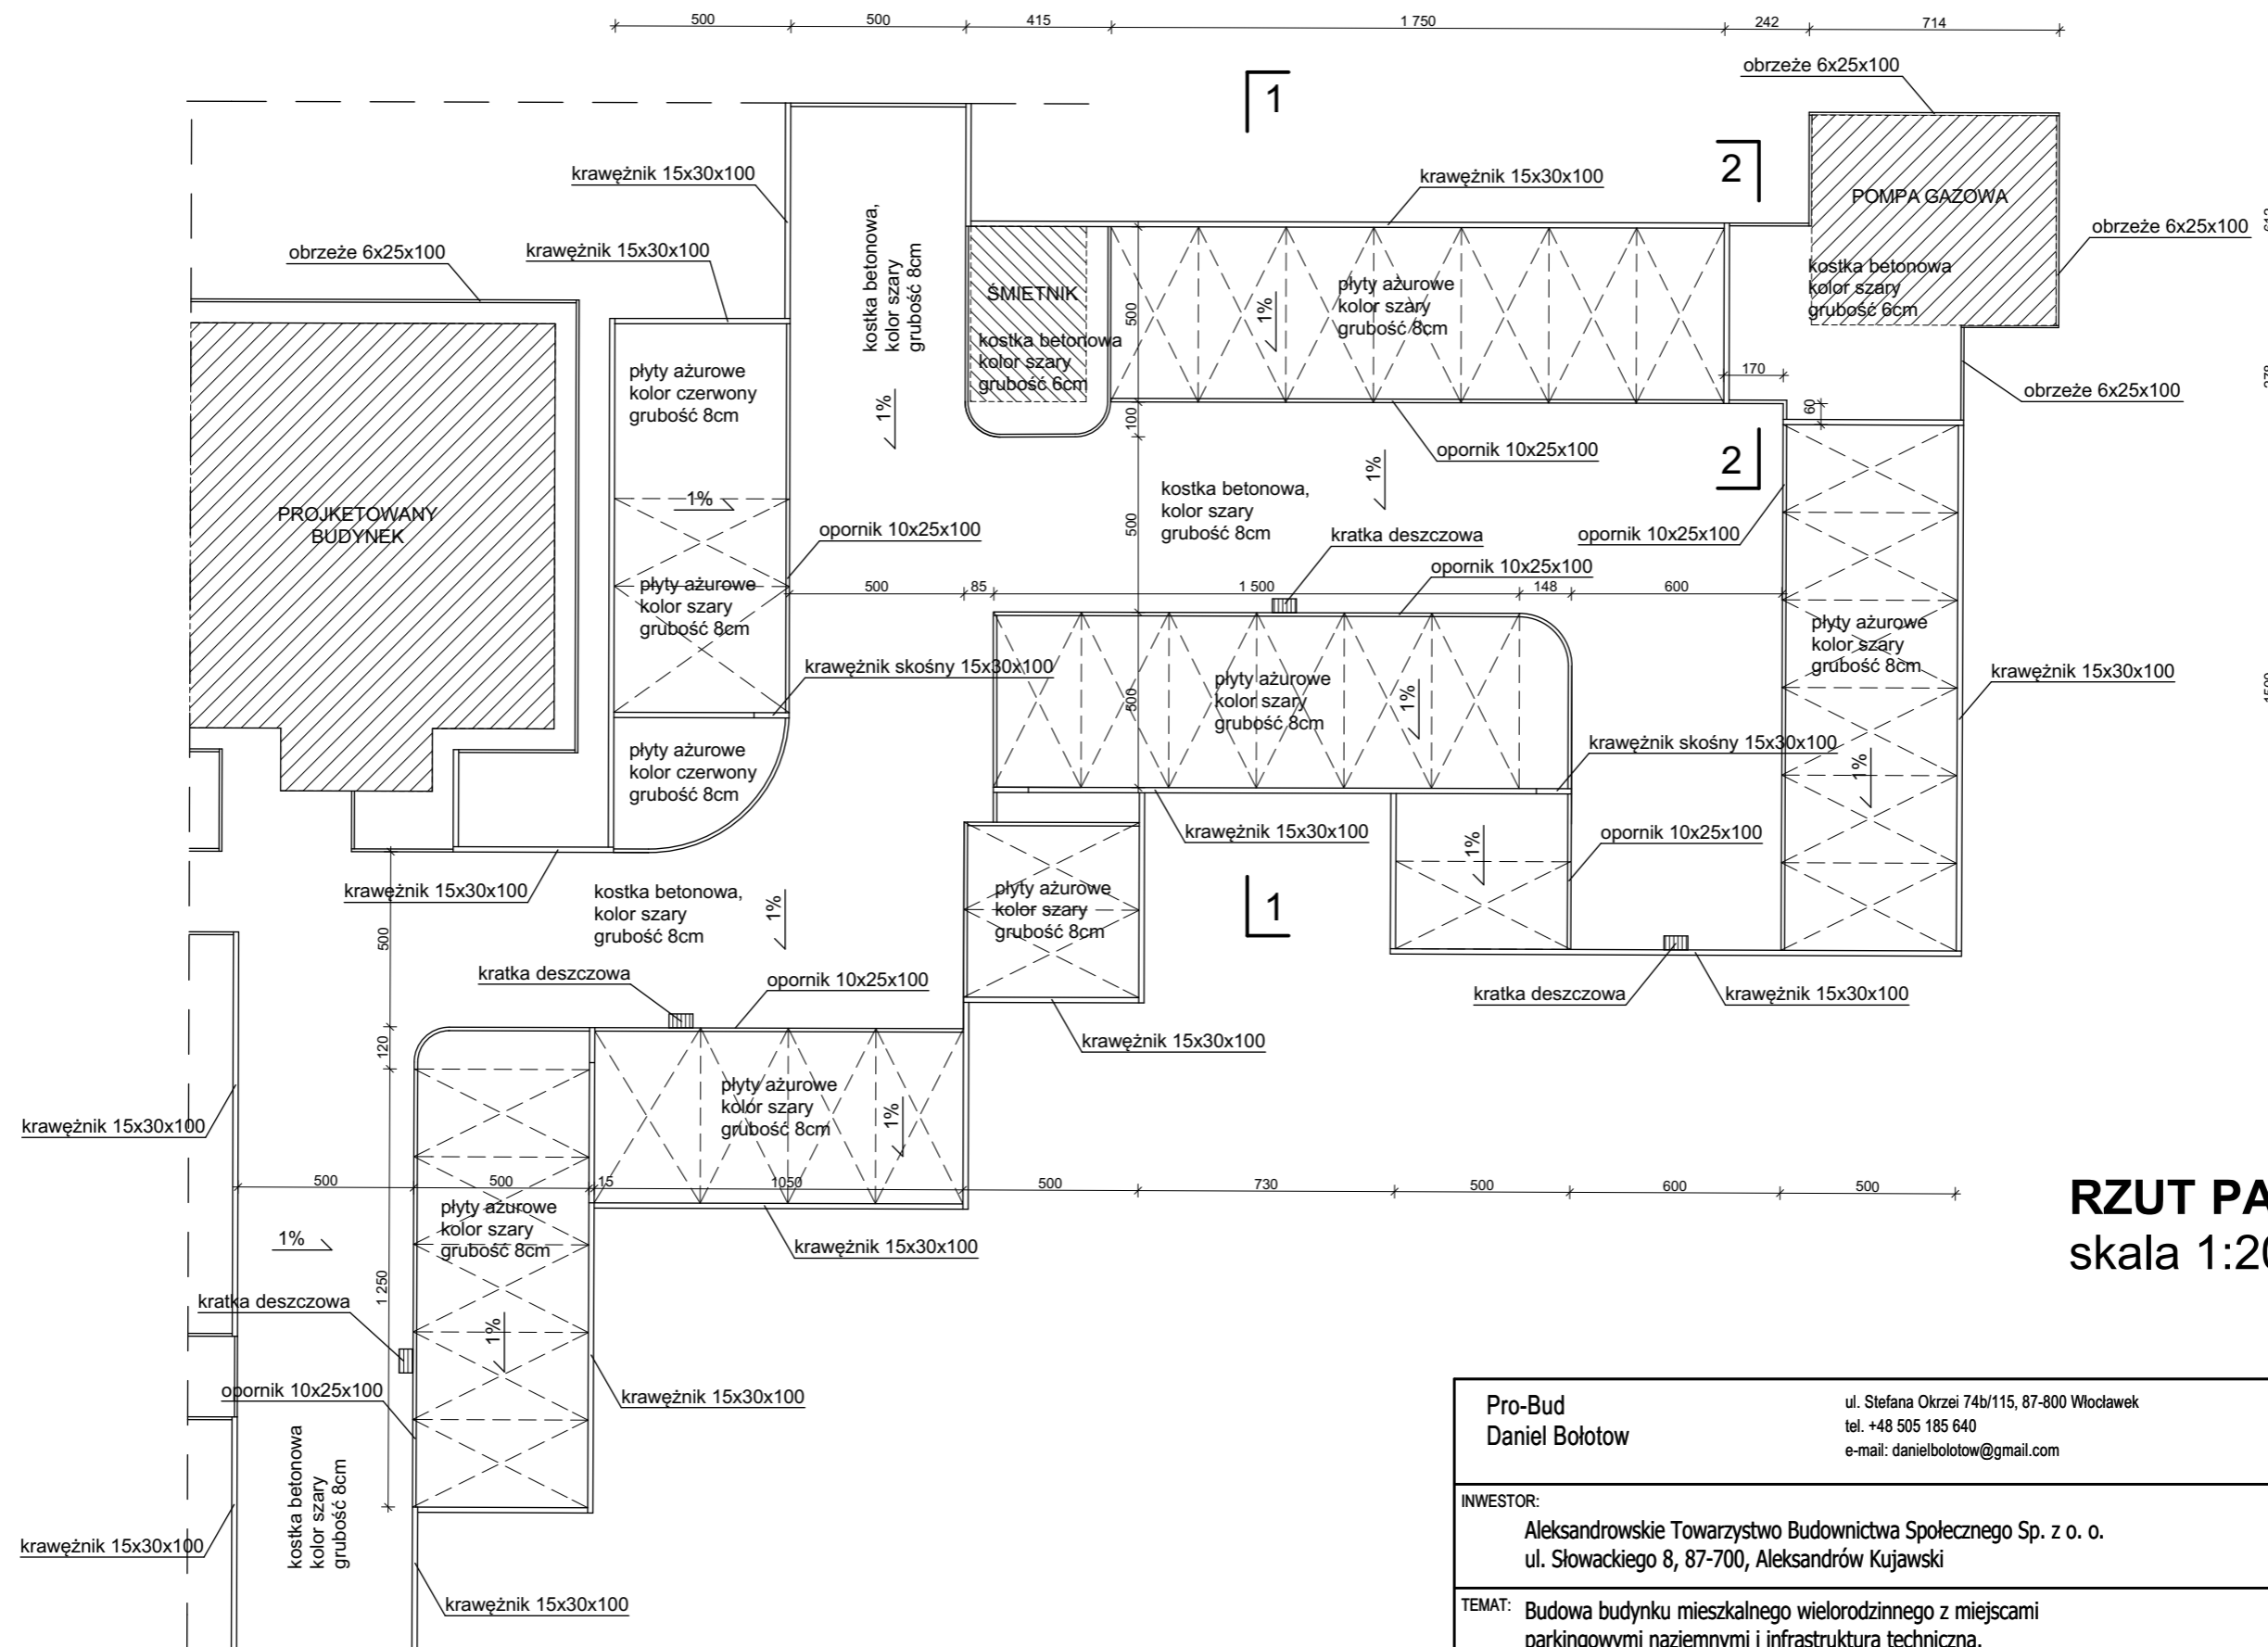 500
500
415
1 750
242
714
obrzeże 6x25x100
1
2
krawężnik 15x30x100
krawężnik 15x30x100
POMPA GAZOWA
obrzeże 6x25x100
obrzeże 6x25x100
krawężnik 15x30x100
kostka betonowa,
kolor szary
grubość 8cm
kostka betonowa
kolor szary
grubość 6cm
ŚMIETNIK
kostka betonowa
kolor szary
grubość 6cm
500
1%
płyty ażurowe
kolor szary
grubość 8cm
płyty ażurowe
kolor czerwony
grubość 8cm
1%
170
60
obrzeże 6x25x100
100
opornik 10x25x100
2
1%
1%
PROJKETOWANY
BUDYNEK
kostka betonowa,
kolor szary
grubość 8cm
500
opornik 10x25x100
kratka deszczowa
opornik 10x25x100
opornik 10x25x100
płyty ażurowe
kolor szary
grubość 8cm
500
85
1 500
148
600
płyty ażurowe
kolor szary
grubość 8cm
krawężnik skośny 15x30x100
krawężnik 15x30x100
500
płyty ażurowe
kolor szary
grubość 8cm
1%
krawężnik skośny 15x30x100
1%
płyty ażurowe
kolor czerwony
grubość 8cm
krawężnik 15x30x100
1%
opornik 10x25x100
krawężnik 15x30x100
kostka betonowa,
kolor szary
grubość 8cm
1%
płyty ażurowe
kolor szary
grubość 8cm
1
500
kratka deszczowa
opornik 10x25x100
kratka deszczowa
krawężnik 15x30x100
krawężnik 15x30x100
120
płyty ażurowe
kolor szary
grubość 8cm
1%
krawężnik 15x30x100
500
500
15
1050
500
730
500
600
500
RZUT PA
skala 1:20
płyty ażurowe
kolor szary
grubość 8cm
1%
krawężnik 15x30x100
1 250
kratka deszczowa
1%
opornik 10x25x100
krawężnik 15x30x100
kostka betonowa
kolor szary
grubość 8cm
krawężnik 15x30x100
krawężnik 15x30x100
Pro-Bud
Daniel Bołotow
ul. Stefana Okrzei 74b/115, 87-800 Włocławek
tel. +48 505 185 640
e-mail: danielbolotow@gmail.com
INWESTOR:
Aleksandrowskie Towarzystwo Budownictwa Społecznego Sp. z o. o.
ul. Słowackiego 8, 87-700, Aleksandrów Kujawski
TEMAT: Budowa budynku mieszkalnego wielorodzinnego z miejscami
parkingowymi naziemnymi i infrastrukturą techniczną.